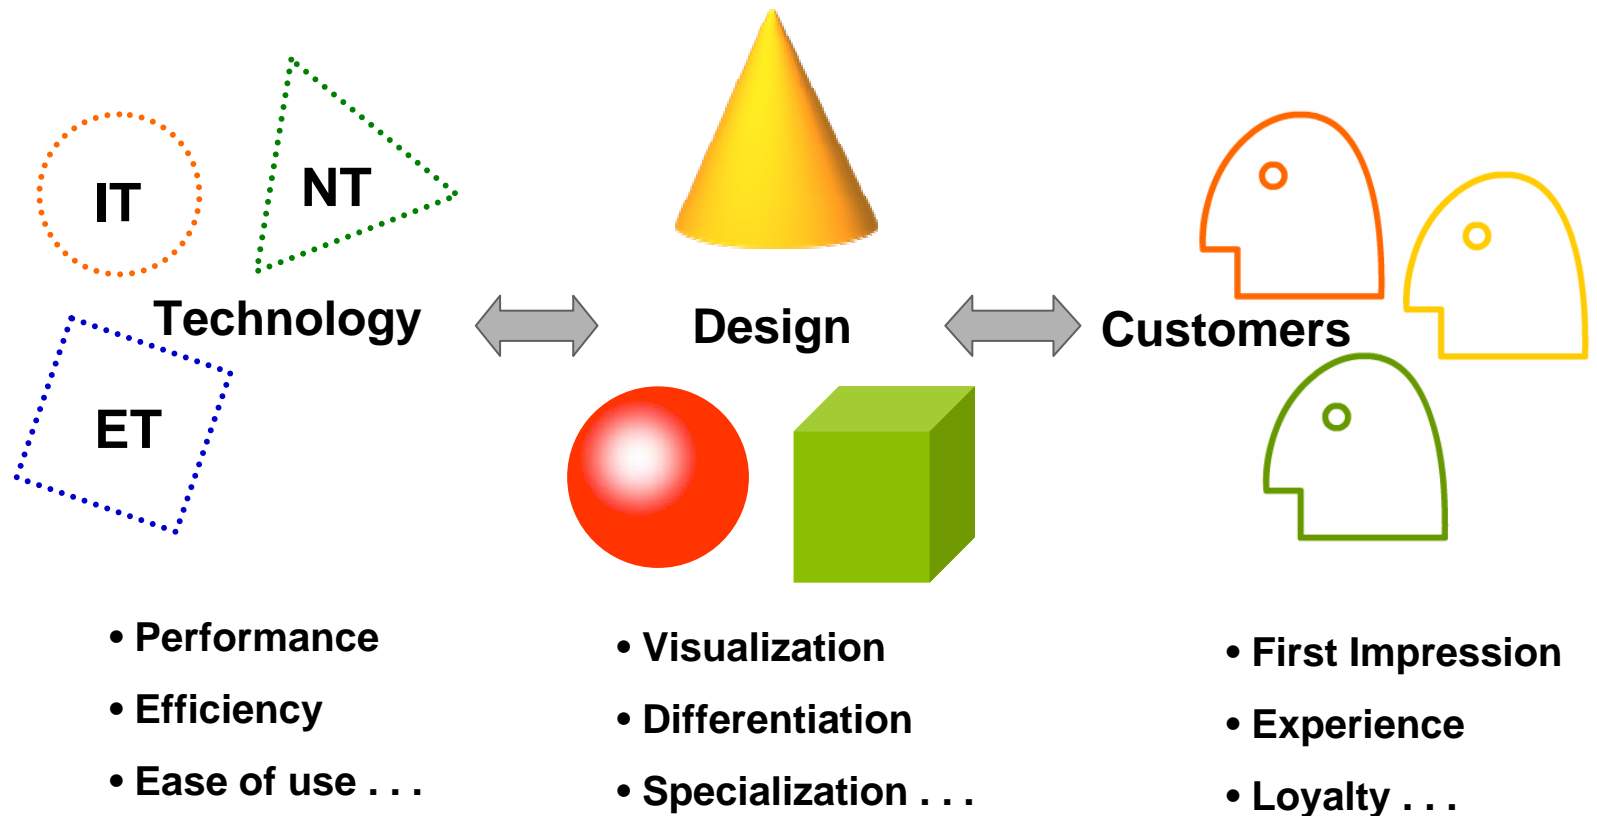 IT
NT
ET
Technology
Design
Customers
• Performance
• Efficiency
• Ease of use . . .
• Visualization
• Differentiation
• Specialization . . .
• First Impression
• Experience
• Loyalty . . .